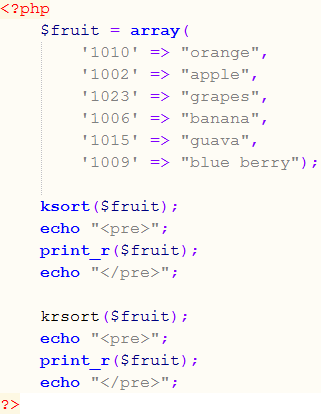 <?php
$fruit = array(
'1010' => "orange",
'1002' => "apple",
'1023' => "grapes",
'1006' => "banana",
'1015' => "guava",
'1009' => "blue berry");
ksort($fruit);
echo "<pre>";
print_r($fruit);
echo "</pre>";
krsort($fruit);
echo "<pre>";
print_r($fruit);
echo "</pre>";
?>